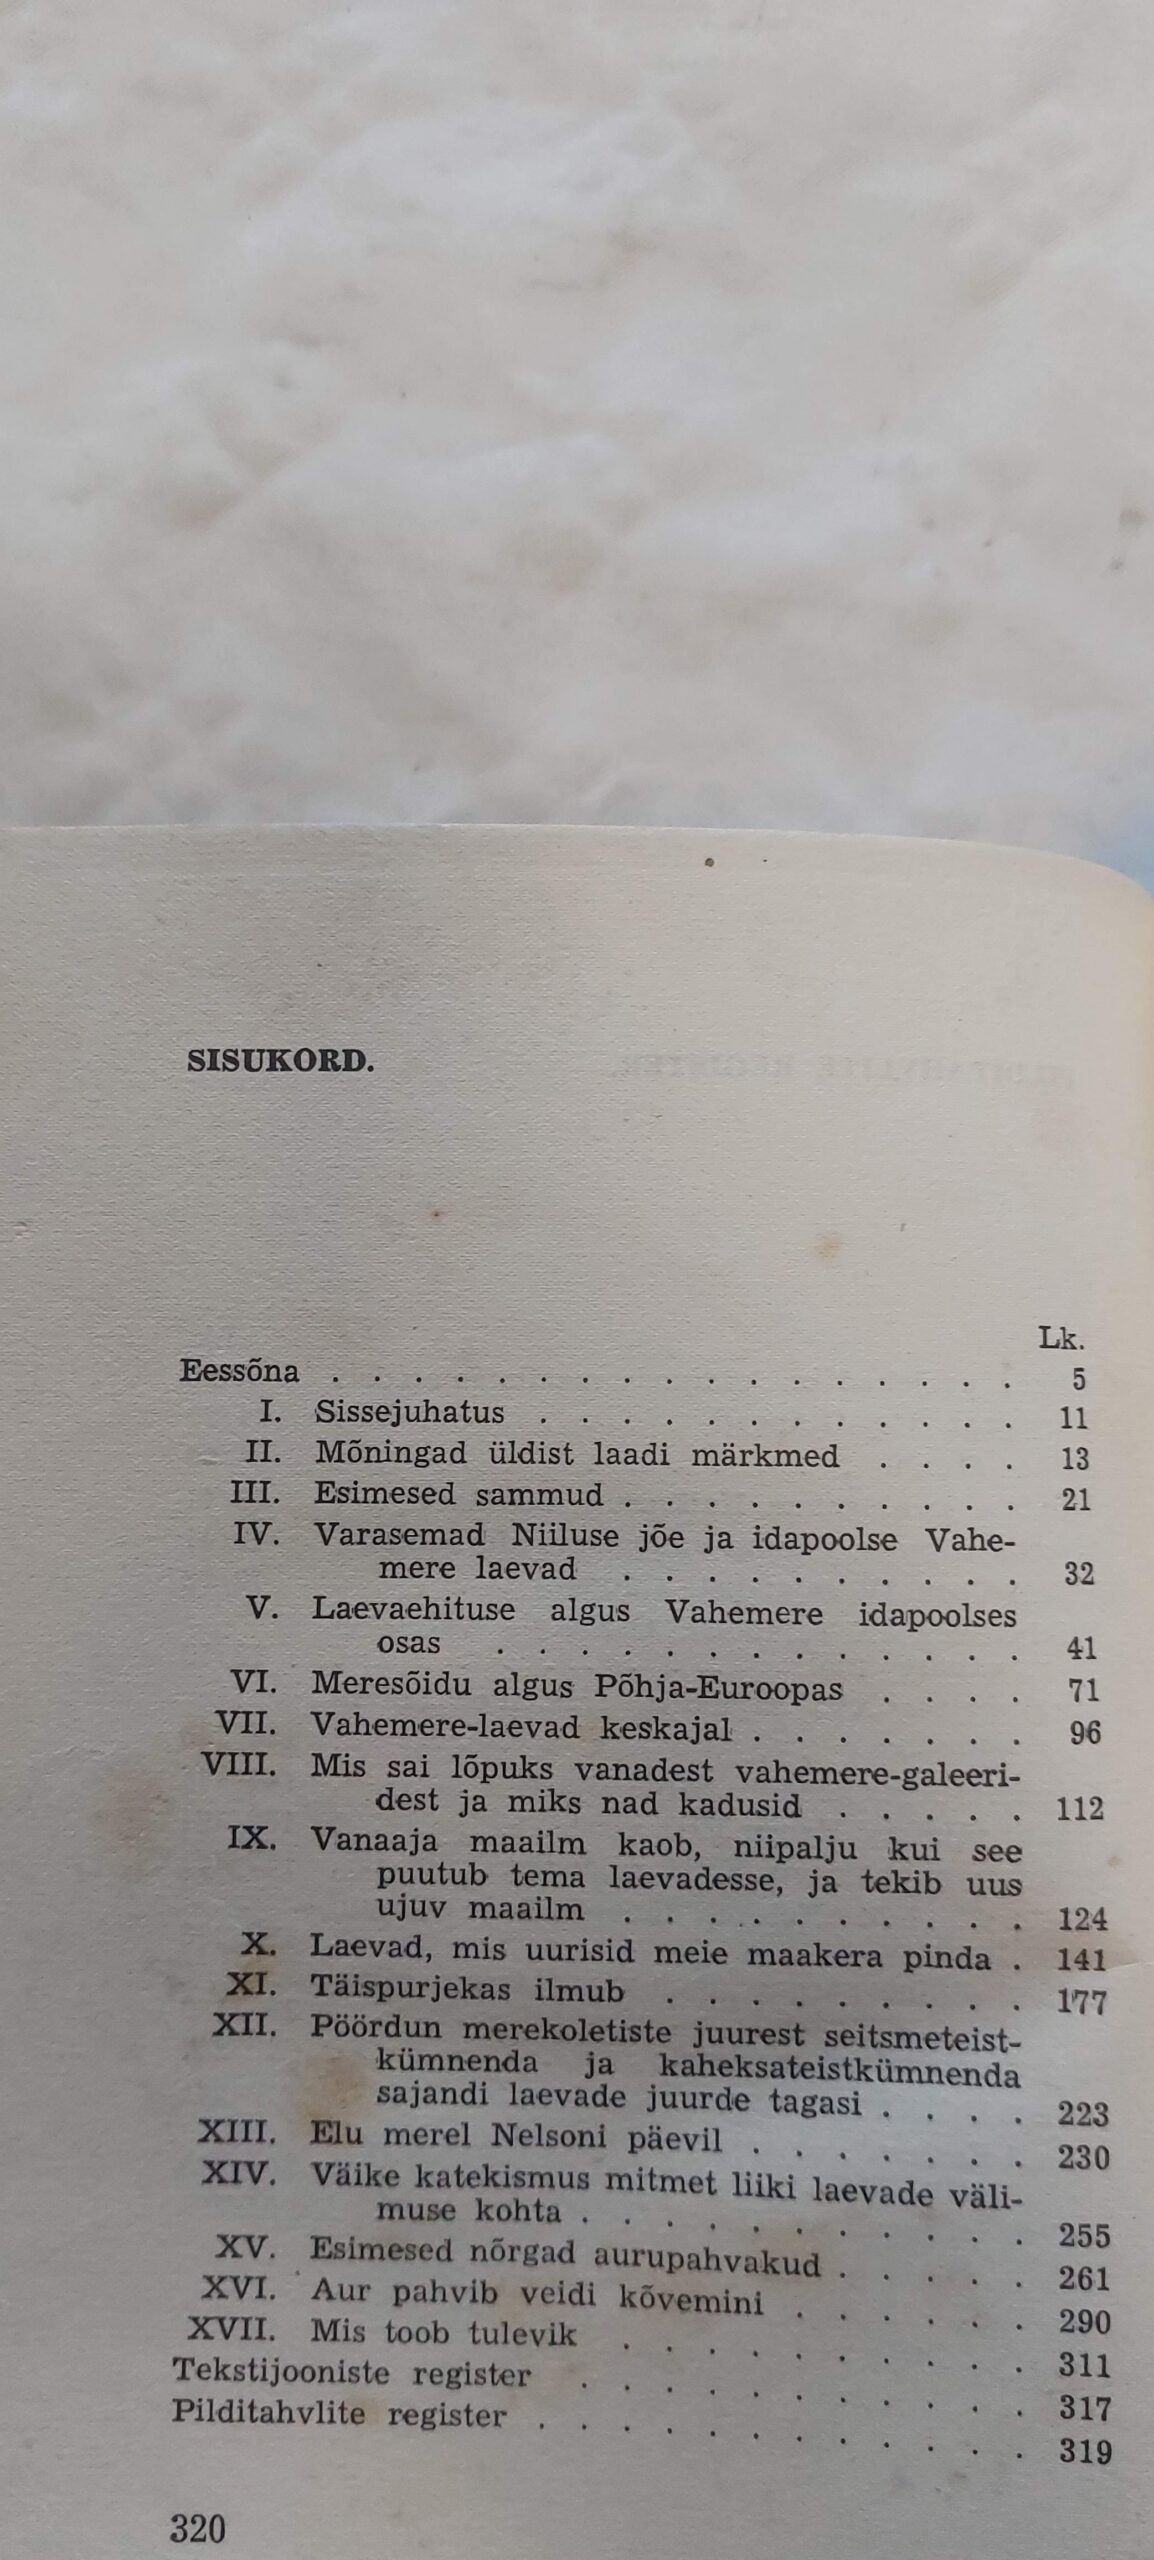 SISUKORD.
Lk.
Eessõna . . . . . . . . . . . . . . . . . 5
I. Sissejuhatus . . . . . . . . . . . . 11
II. Mõningad üldist laadi märkmed . . . . 13
III. Esimesed sammud . . . . . . . . . . 21
IV. Varasemad Niiluse jõe ja idapoolse Vahe-
mere laevad . . . . . . . . . . 32
V. Laevaehituse algus Vahemere idapoolses
osas . . . . . . . . . . . . . 41
VI. Meresõidu algus Põhja-Euroopas . . . . 71
VII. Vahemere-laevad keskajal . . . . . . . 96
VIII. Mis sai lõpuks vanadest vahemere-galeeri-
dest ja miks nad kadusid . . . . . 112
IX. Vanaaja maailm kaob, niipalju kui see
puutub tema laevadesse, ja tekib uus
ujuv maailm . . . . . . . . . . 124
X. Laevad, mis uurisid meie maakera pinda . 141
XI. Täispurjekas ilmub . . . . . . . . . 177
XII. Pöördun merekoletiste juurest seitsmeteist-
kümnenda ja kaheksateistkümnenda
sajandi laevade juurde tagasi . . . . 223
XIII. Elu merel Nelsoni päevil . . . . . . . 230
XIV. Väike katekismus mitmet liiki laevade väli-
muse kohta . . . . . . . . . . . 255
XV. Esimesed nõrgad aurupahvakud . . . . . 261
XVI. Aur pahvib veidi kõvemini . . . . . . 290
XVII. Mis toob tulevik . . . . . . . . . . 311
Tekstijooniste register . . . . . . . . . . . 317
Pilditahvlite register . . . . . . . . . . . . 319
320